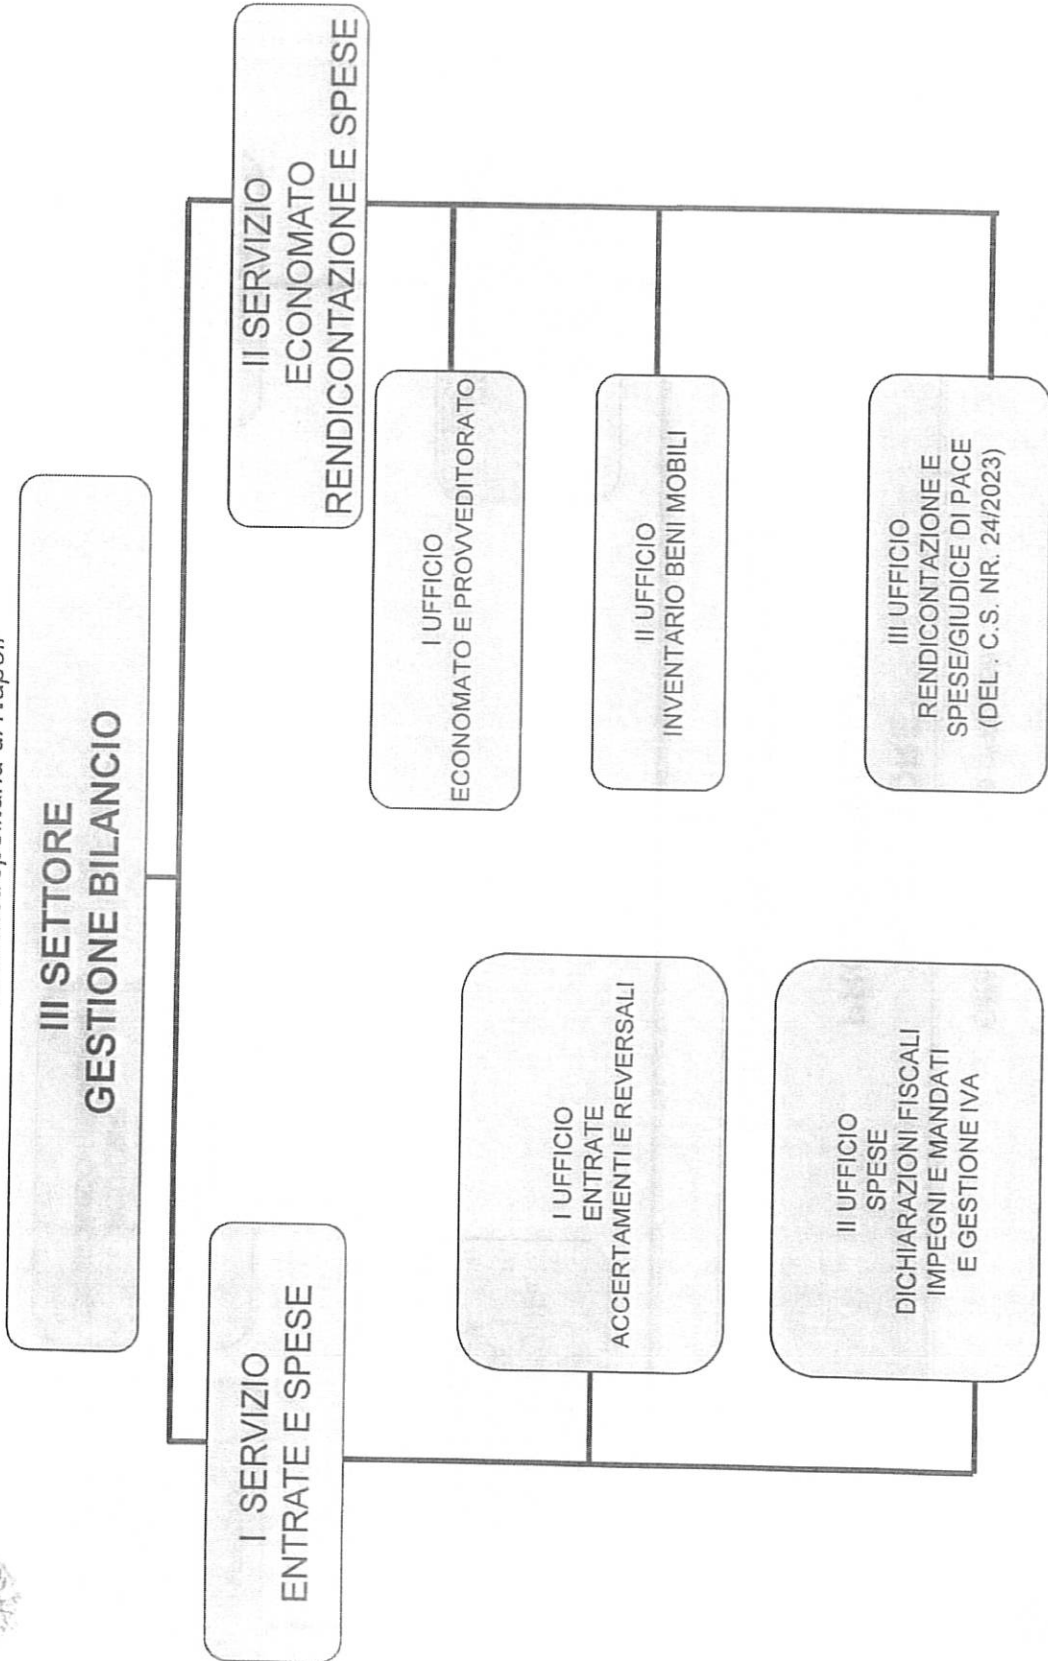 III SETTORE
GESTIONE BILANCIO
I SERVIZIO
ENTRATE E SPESE
I UFFICIO
ENTRATE
ACCERTAMENTI E REVERSALI
II UFFICIO
SPESE
DICHIARAZIONI FISCALI
IMPEGNI E MANDATI
E GESTIONE IVA
II SERVIZIO
ECONOMATO
RENDICONTAZIONE E SPESE
I UFFICIO
ECONOMATO E PROVVEDITORATO
II UFFICIO
INVENTARIO BENI MOBILI
III UFFICIO
RENDICONTAZIONE E
SPESE/GIUDICE DI PACE
(DEL . C.S. NR. 24/2023)